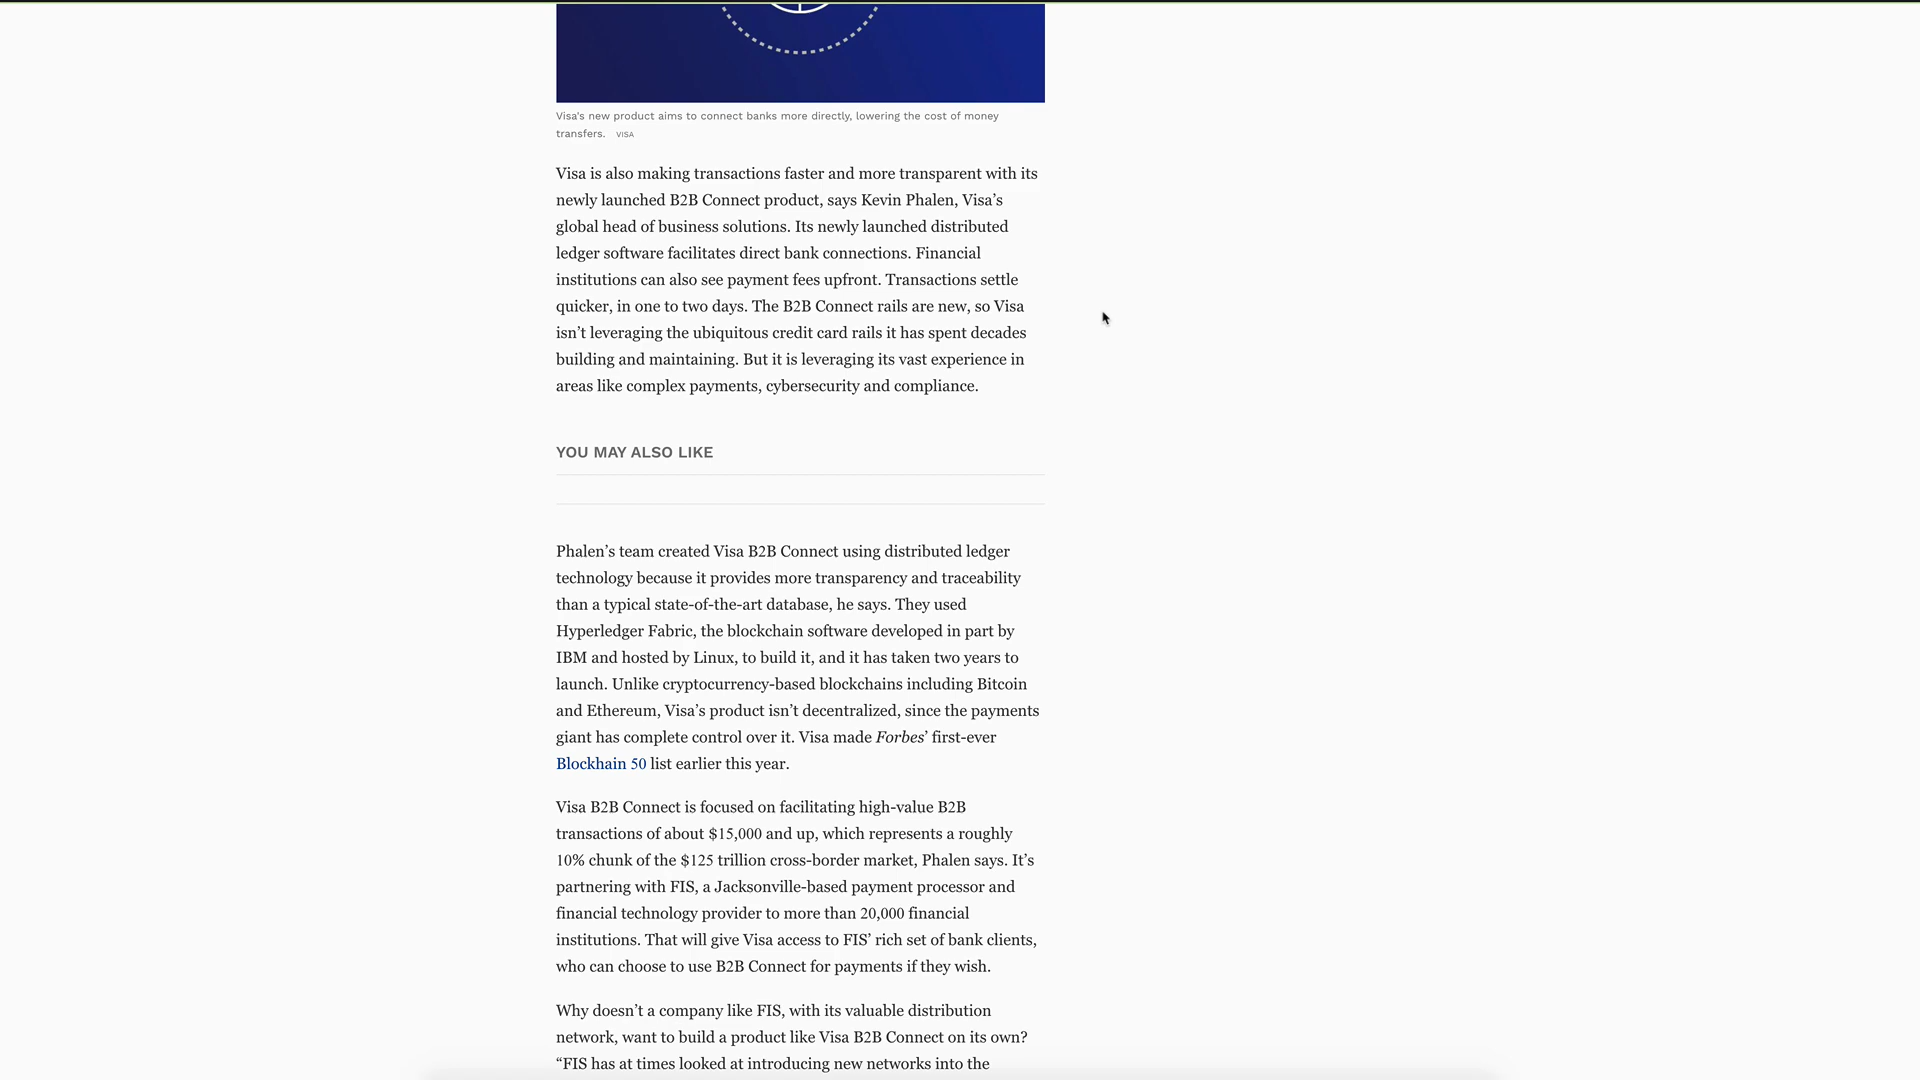 Visa's new product aims to connect banks more directly, lowering the cost of money
transfers. VISA
Visa is also making transactions faster and more transparent with its
newly launched B2B Connect product, says Kevin Phalen, Visa’s
global head of business solutions. Its newly launched distributed
ledger software facilitates direct bank connections. Financial
institutions can also see payment fees upfront. Transactions settle
quicker, in one to two days. The B2B Connect rails are new, so Visa
isn’t leveraging the ubiquitous credit card rails it has spent decades
building and maintaining. But it is leveraging its vast experience in
areas like complex payments, cybersecurity and compliance.
YOU MAY ALSO LIKE
Phalen’s team created Visa B2B Connect using distributed ledger
technology because it provides more transparency and traceability
than a typical state-of-the-art database, he says. They used
Hyperledger Fabric, the blockchain software developed in part by
IBM and hosted by Linux, to build it, and it has taken two years to
launch. Unlike cryptocurrency-based blockchains including Bitcoin
and Ethereum, Visa’s product isn’t decentralized, since the payments
giant has complete control over it. Visa made Forbes’ first-ever
Blockhain 50 list earlier this year.
Visa B2B Connect is focused on facilitating high-value B2B
transactions of about $15,000 and up, which represents a roughly
10% chunk of the $125 trillion cross-border market, Phalen says. It’s
partnering with FIS, a Jacksonville-based payment processor and
financial technology provider to more than 20,000 financial
institutions. That will give Visa access to FIS’ rich set of bank clients,
who can choose to use B2B Connect for payments if they wish.
Why doesn’t a company like FIS, with its valuable distribution
network, want to build a product like Visa B2B Connect on its own?
“FIS has at times looked at introducing new networks into the